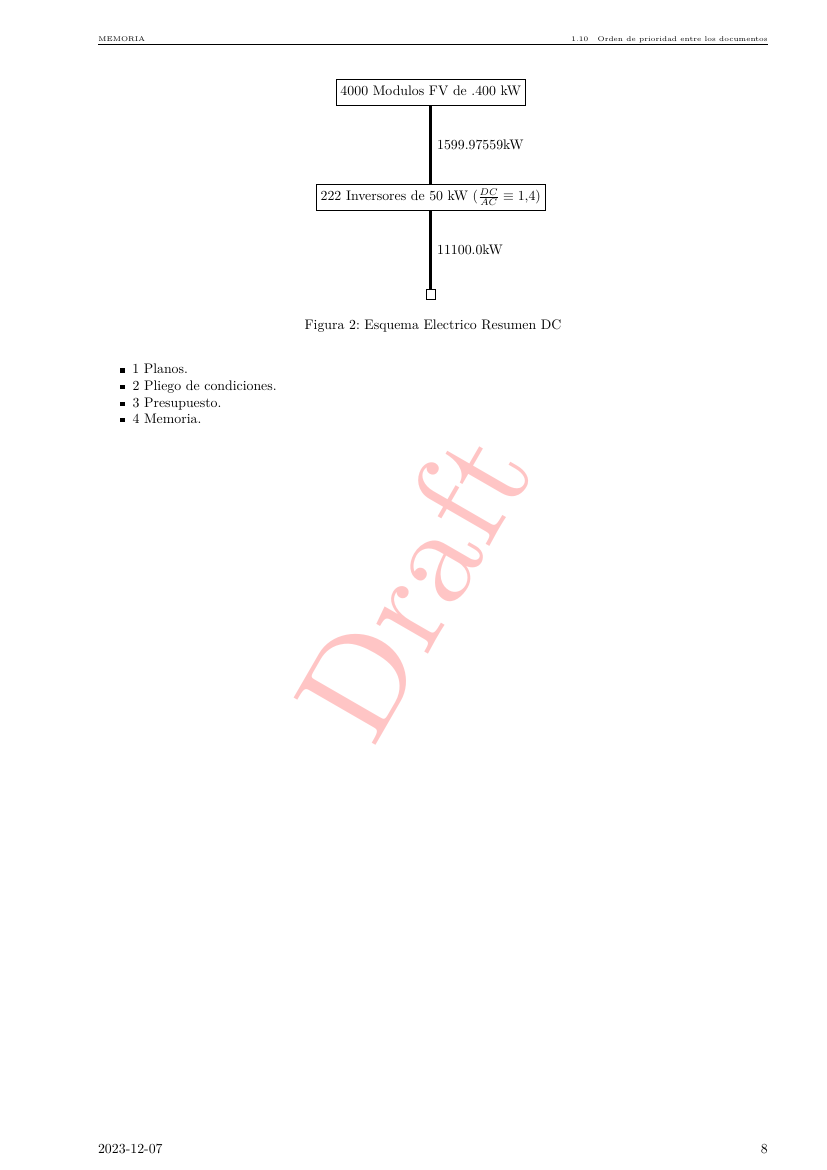 MEMORIA 1.10 Orden de prioridad entre los documentos
4000 Modulos FV de .400 kW
1599.97559kW
222 Inversores de 50 kW (DC/AC ≡ 1,4)
11100.0kW
Figura 2: Esquema Electrico Resumen DC
1 Planos.
2 Pliego de condiciones.
3 Presupuesto.
4 Memoria.
Draft
2023-12-07 8